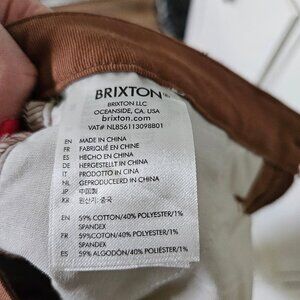 BRIXTON
BRIXTON LLC
OCEANSIDE, CA. USA
brixton.com
VAT# NL856113098B01
EN MADE IN CHINA
FR FABRIQUÉ EN CHINE
ES HECHO EN CHINA
DE HERGESTELLT IN CHINA
IT PRODOTTO IN CINA
NL GEPRODUCEERD IN CHINA
JP 中国製
KR 원산지: 중국
EN 59% COTTON/40% POLYESTER/1%
SPANDEX
FR 59%COTON/40% POLYESTER/1%
SPANDEX
ES 59% ALGODÓN/40% POLIÉSTER/1%